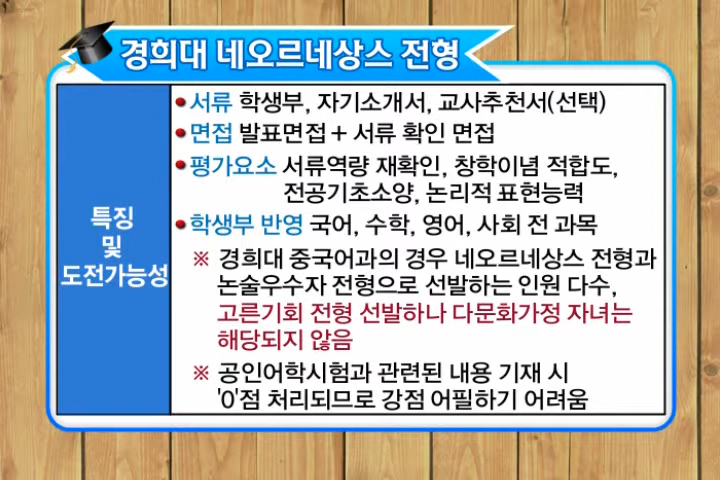 경희대 네오르네상스 전형
특징
및
도전가능성
• 서류 학생부, 자기소개서, 교사추천서(선택)
• 면접 발표면접 + 서류 확인 면접
• 평가요소 서류역량 재확인, 창학이념 적합도,
전공기초소양, 논리적 표현능력
• 학생부 반영 국어, 수학, 영어, 사회 전 과목
※ 경희대 중국어과의 경우 네오르네상스 전형과
논술우수자 전형으로 선발하는 인원 다수,
고른기회 전형 선발하나 다문화가정 자녀는
해당되지 않음
※ 공인어학시험과 관련된 내용 기재 시
'0'점 처리되므로 강점 어필하기 어려움